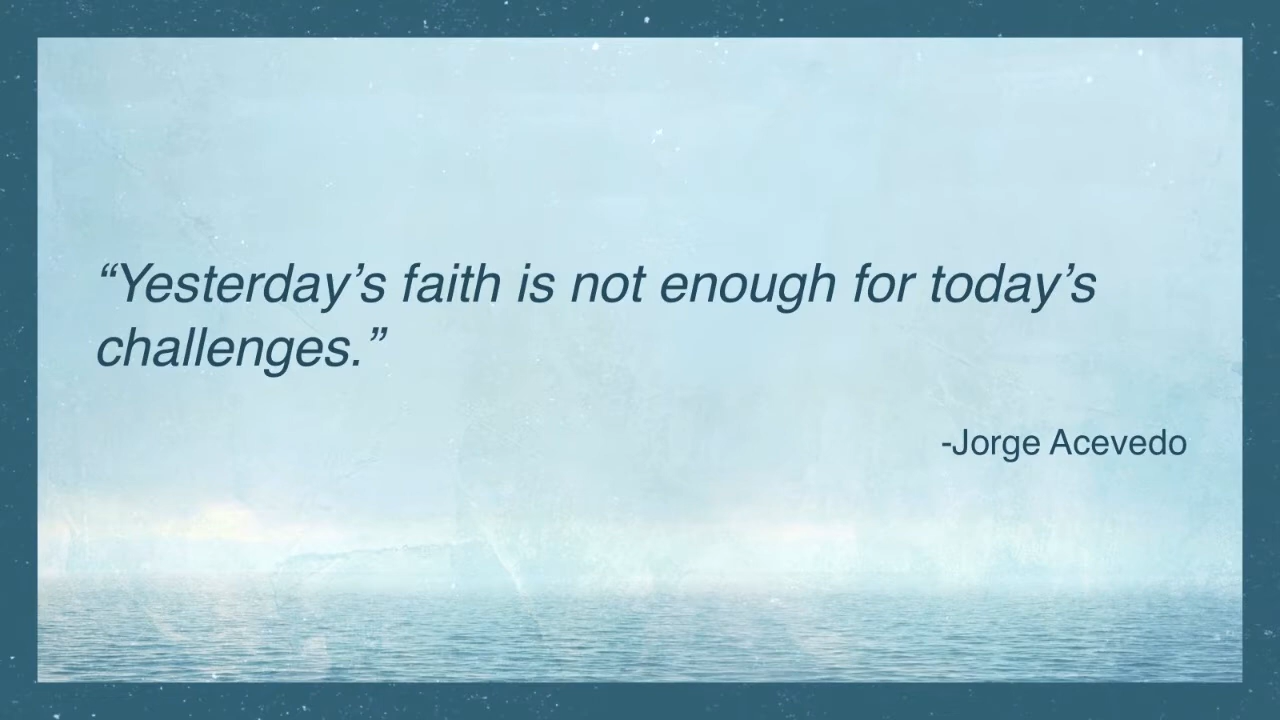 “Yesterday’s faith is not enough for today’s
challenges.”
-Jorge Acevedo